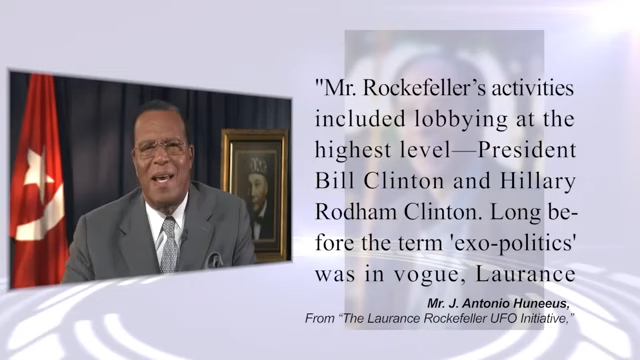 "Mr. Rockefeller’s activities
included lobbying at the
highest level—President
Bill Clinton and Hillary
Rodham Clinton. Long be-
fore the term 'exo-politics'
was in vogue, Laurance
Mr. J. Antonio Huneeus,
From “The Laurance Rockefeller UFO Initiative,”